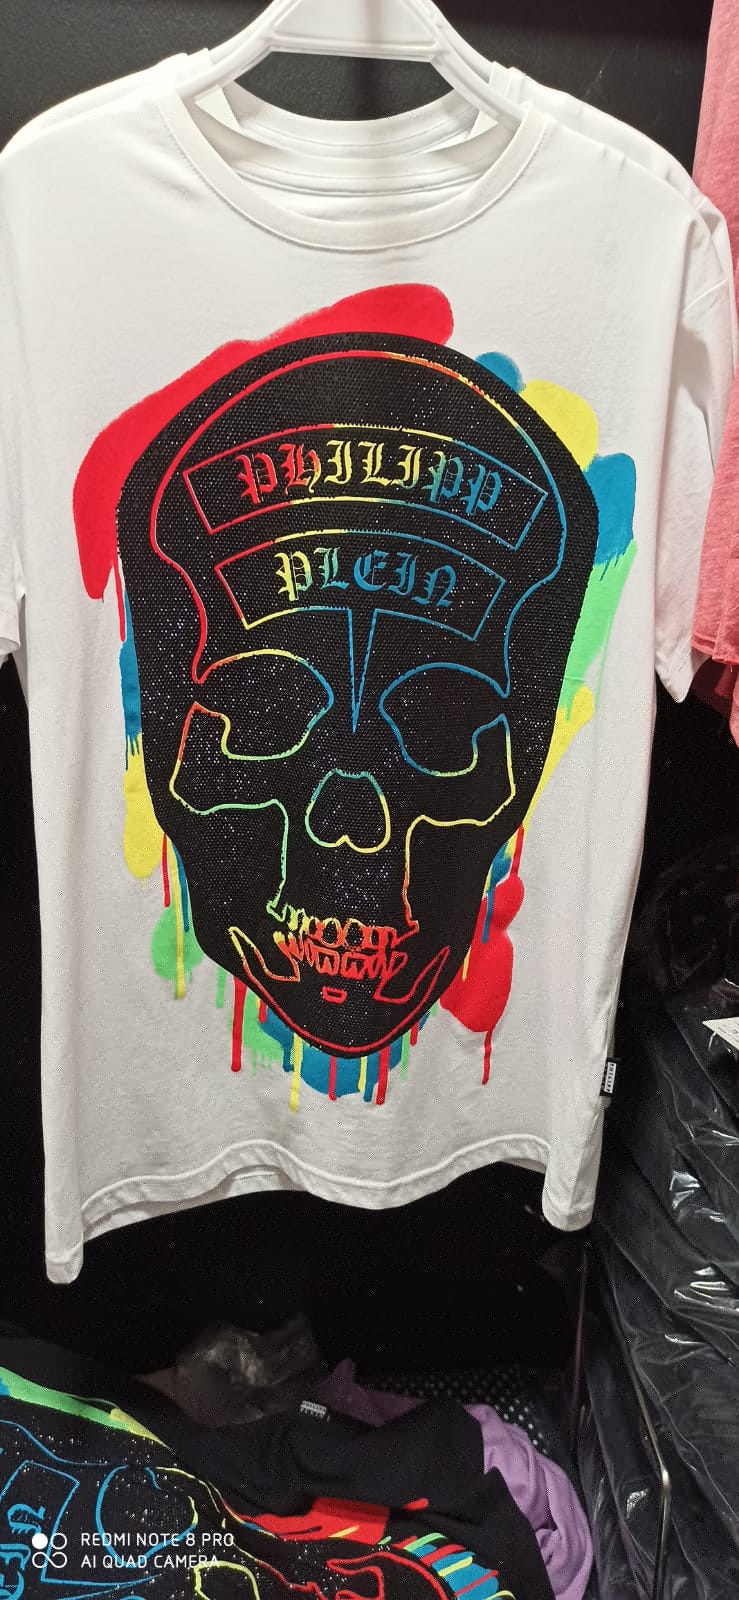 PHILIPP
PLEIN
REDMI NOTE 8 PRO
AI QUAD CAMERA